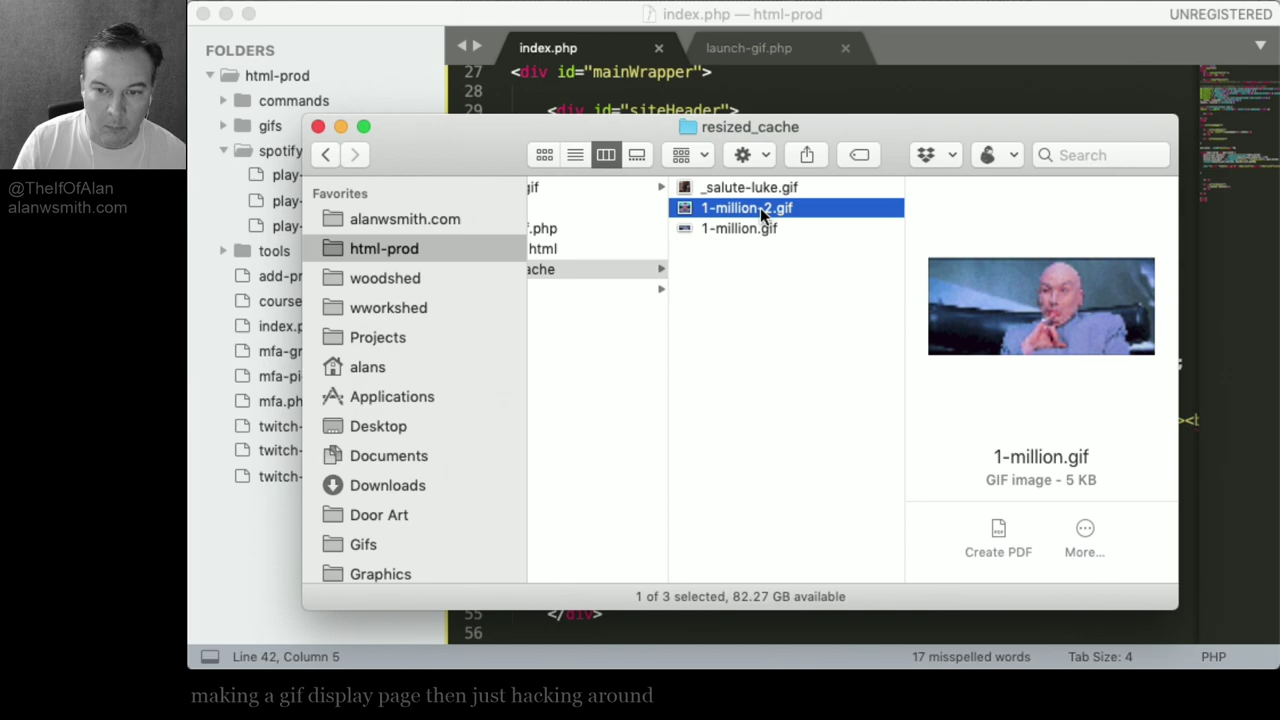 index.php — html-prod
UNREGISTERED
FOLDERS
html-prod
commands
gifs
spotify
play-
play-
play-
tools
add-pr
course
index.p
mfa-gr
mfa-pi
mfa.ph
twitch-
twitch-
twitch-
@TheIfOfAlan
alanwsmith.com
index.php
launch-gif.php
27 <div id="mainWrapper">
28
29 <div id="siteHeader">
resized_cache
Search
Favorites
alanwsmith.com
html-prod
woodshed
wworkshed
Projects
alans
Applications
Desktop
Documents
Downloads
Door Art
Gifs
Graphics
gif
.php
html
ache
_salute-luke.gif
1-million-2.gif
1-million.gif
1-million.gif
GIF image - 5 KB
Create PDF
More...
1 of 3 selected, 82.27 GB available
55 </div>
56
Line 42, Column 5
17 misspelled words
Tab Size: 4
PHP
making a gif display page then just hacking around